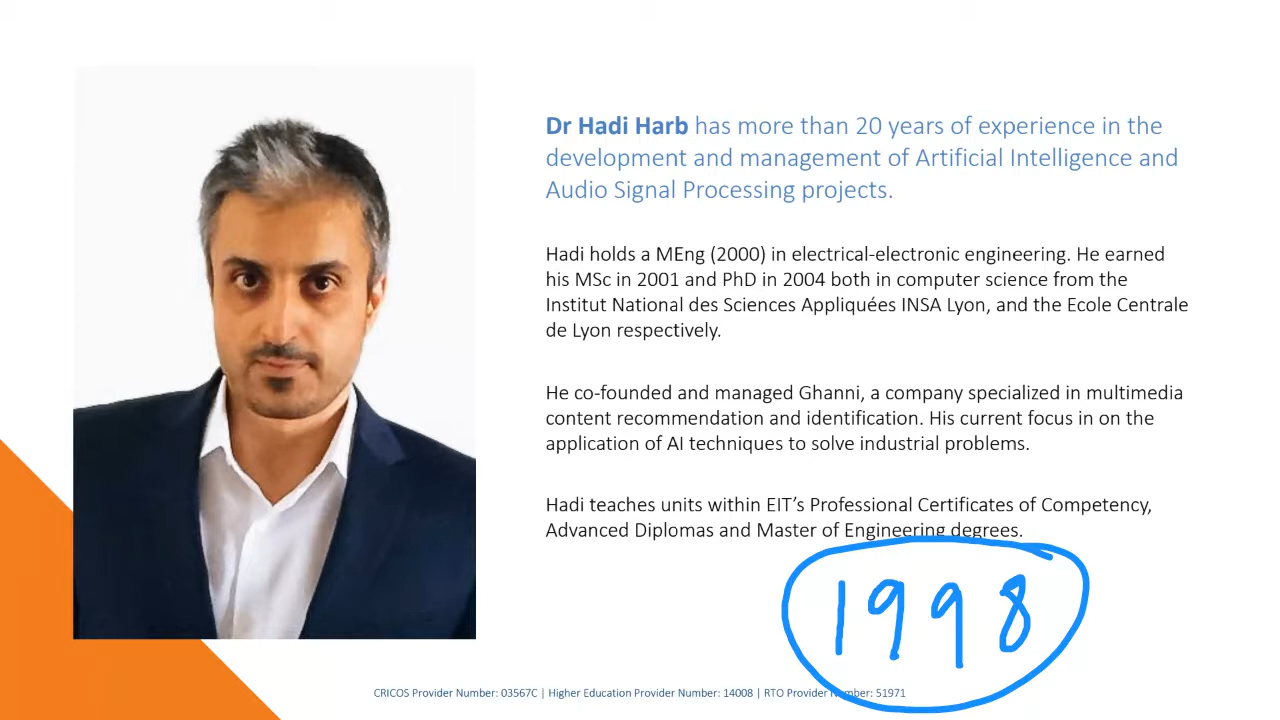 Dr Hadi Harb has more than 20 years of experience in the
development and management of Artificial Intelligence and
Audio Signal Processing projects.
Hadi holds a MEng (2000) in electrical-electronic engineering. He earned
his MSc in 2001 and PhD in 2004 both in computer science from the
Institut National des Sciences Appliquées INSA Lyon, and the Ecole Centrale
de Lyon respectively.
He co-founded and managed Ghanni, a company specialized in multimedia
content recommendation and identification. His current focus in on the
application of AI techniques to solve industrial problems.
Hadi teaches units within EIT’s Professional Certificates of Competency,
Advanced Diplomas and Master of Engineering degrees.
1998
CRICOS Provider Number: 03567C | Higher Education Provider Number: 14008 | RTO Provider Number: 51971